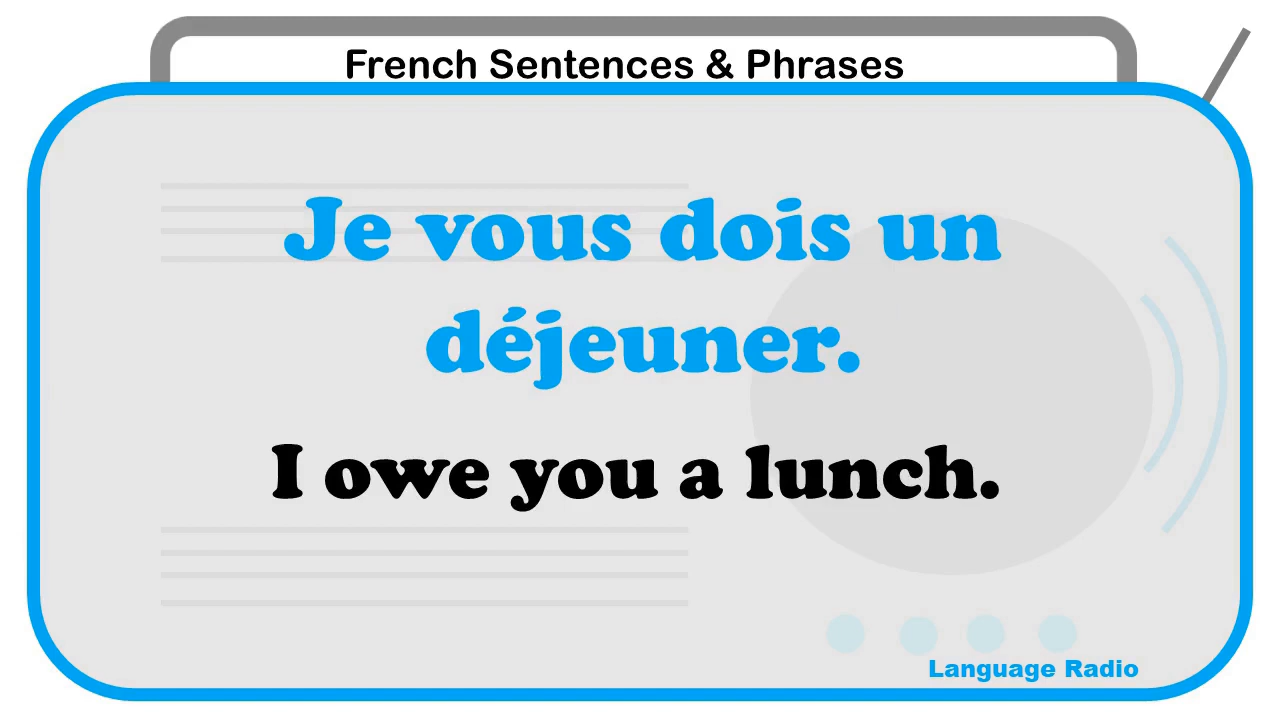 French Sentences & Phrases
Je vous dois un
déjeuner.
I owe you a lunch.
Language Radio